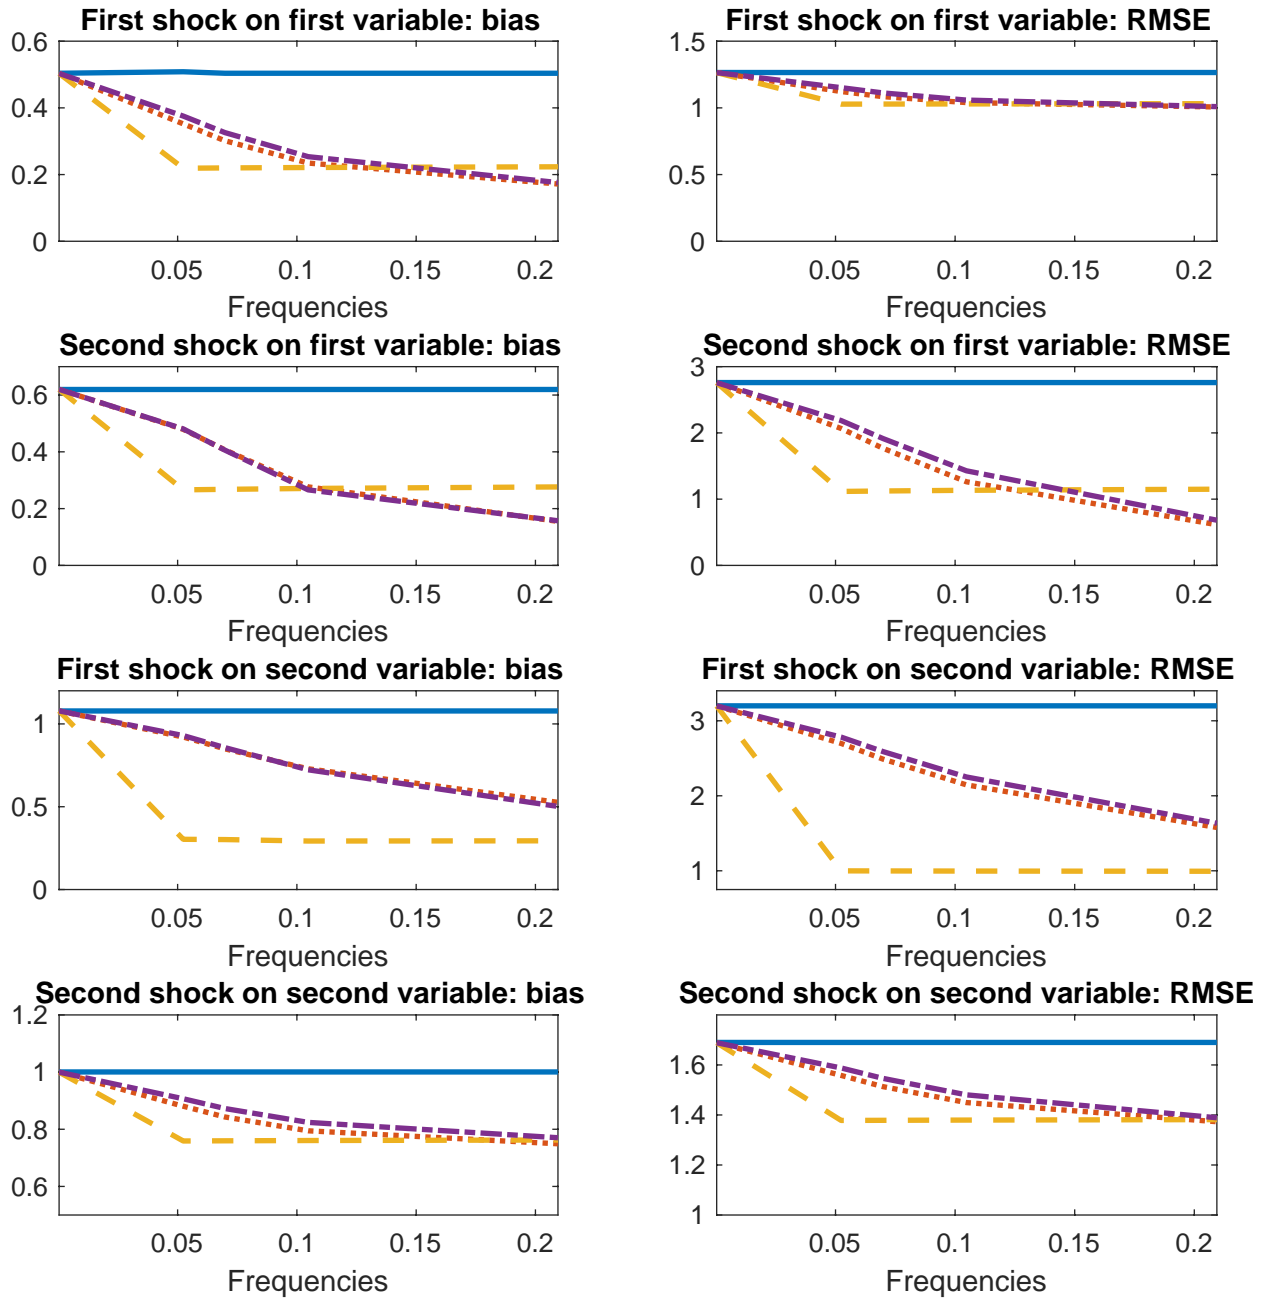 First shock on first variable: bias
0.6
0.4
0.2
0
0.05 0.1 0.15 0.2
Frequencies
First shock on first variable: RMSE
1.5
1
0.5
0
0.05 0.1 0.15 0.2
Frequencies
Second shock on first variable: bias
0.6
0.4
0.2
0
0.05 0.1 0.15 0.2
Frequencies
Second shock on first variable: RMSE
3
2
1
0
0.05 0.1 0.15 0.2
Frequencies
First shock on second variable: bias
1
0.5
0
0.05 0.1 0.15 0.2
Frequencies
First shock on second variable: RMSE
3
2
1
0.05 0.1 0.15 0.2
Frequencies
Second shock on second variable: bias
1.2
1
0.8
0.6
0.05 0.1 0.15 0.2
Frequencies
Second shock on second variable: RMSE
1.6
1.4
1.2
1
0.05 0.1 0.15 0.2
Frequencies